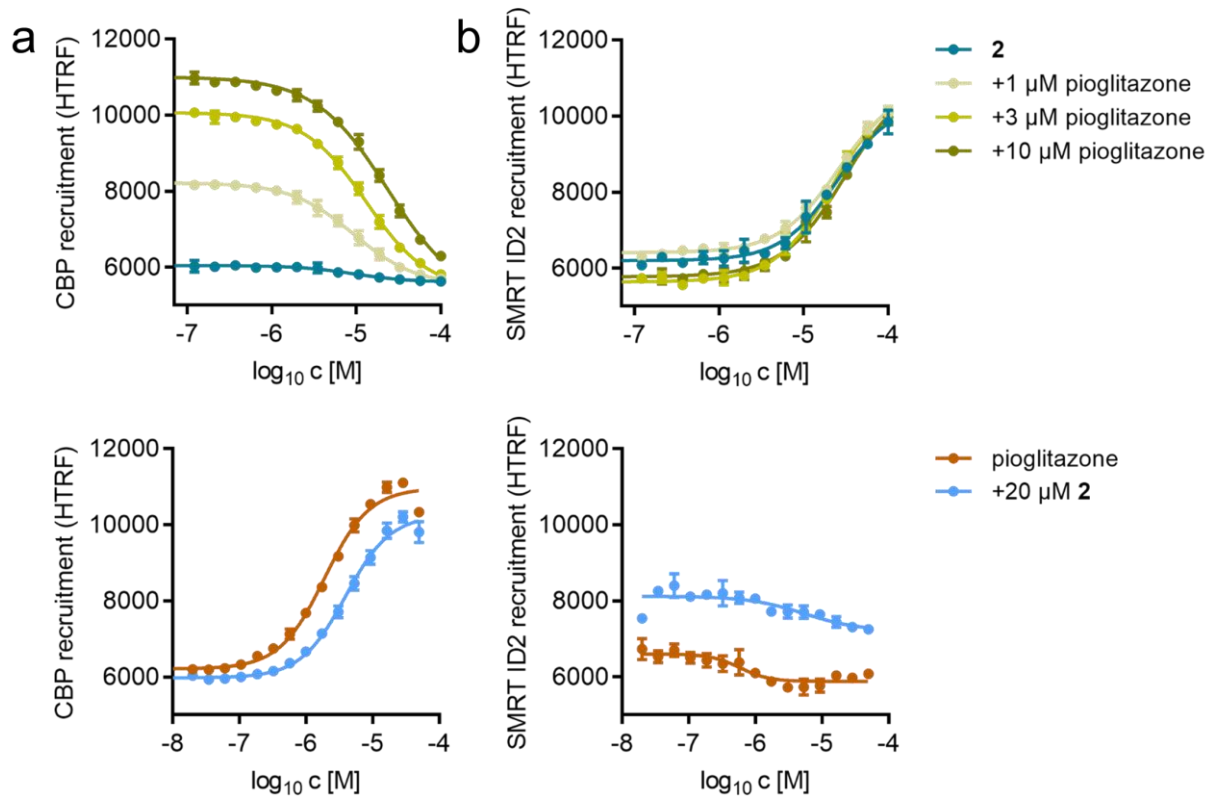 a
CBP recruitment (HTRF)
12000
10000
8000
6000
-7 -6 -5 -4
log₁₀ c [M]
b
SMRT ID2 recruitment (HTRF)
12000
10000
8000
6000
-7 -6 -5 -4
log₁₀ c [M]
2
+1 µM pioglitazone
+3 µM pioglitazone
+10 µM pioglitazone
CBP recruitment (HTRF)
12000
10000
8000
6000
-8 -7 -6 -5 -4
log₁₀ c [M]
SMRT ID2 recruitment (HTRF)
12000
10000
8000
6000
-8 -7 -6 -5 -4
log₁₀ c [M]
pioglitazone
+20 µM 2